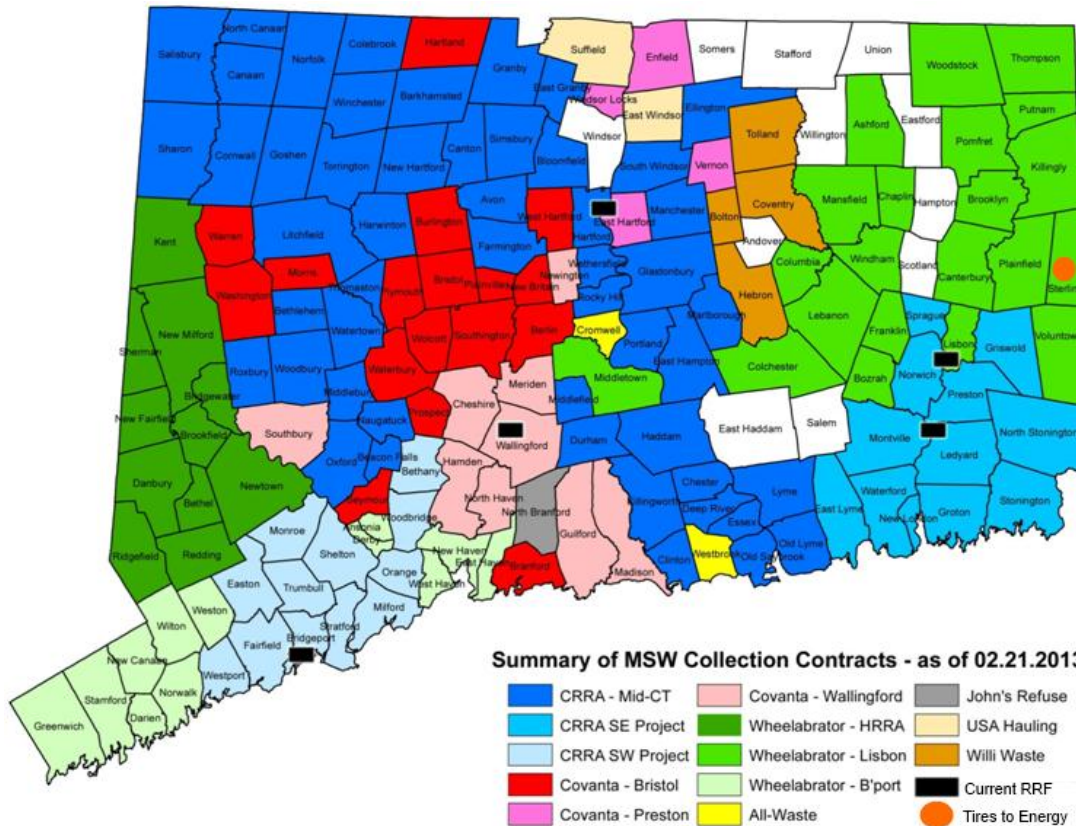 Salisbury
North Canaan
Canaan
Norfolk
Colebrook
Hartland
Granby
East Granby
Suffield
Windsor Locks
Enfield
Somers
Stafford
Union
Woodstock
Thompson
Winchester
Barkhamsted
Simsbury
Windsor
East Windsor
Ellington
Tolland
Willington
Ashford
Eastford
Pomfret
Putnam
Killingly
Sharon
Cornwall
Goshen
Torrington
New Hartford
Canton
Bloomfield
South Windsor
Vernon
Coventry
Mansfield
Chaplin
Hampton
Brooklyn
Kent
Warren
Litchfield
Harwinton
Burlington
Avon
Farmington
West Hartford
Hartford
East Hartford
Manchester
Bolton
Andover
Columbia
Windham
Scotland
Canterbury
Plainfield
Washington
Morris
Bethlehem
Thomaston
Watertown
Plymouth
Bristol
Plainville
New Britain
Newington
Wethersfield
Rocky Hill
Glastonbury
Hebron
Lebanon
Franklin
Sprague
Lisbon
Griswold
New Milford
Sherman
Roxbury
Woodbury
Middlebury
Waterbury
Wolcott
Southington
Berlin
Cromwell
Portland
Marlborough
East Hampton
Colchester
Bozrah
Norwich
Preston
New Fairfield
Bridgewater
Brookfield
Southbury
Naugatuck
Prospect
Cheshire
Meriden
Middletown
Middlefield
Haddam
East Haddam
Salem
Montville
Ledyard
North Stonington
Danbury
Bethel
Newtown
Oxford
Beacon Falls
Bethany
Hamden
Wallingford
Durham
Chester
Lyme
Waterford
Groton
Stonington
Ridgefield
Redding
Monroe
Seymour
Woodbridge
North Haven
North Branford
Guilford
Madison
Killingworth
Deep River
Essex
East Lyme
New London
Derby
Shelton
Orange
New Haven
West Haven
East Haven
Branford
Clinton
Westbrook
Old Saybrook
Old Lyme
Easton
Trumbull
Milford
Stratford
Wilton
Weston
Fairfield
Bridgeport
Westport
New Canaan
Stamford
Norwalk
Darien
Greenwich
Summary of MSW Collection Contracts - as of 02.21.2013
CRRA - Mid-CT
CRRA SE Project
CRRA SW Project
Covanta - Bristol
Covanta - Preston
Covanta - Wallingford
Wheelabrator - HRRA
Wheelabrator - Lisbon
Wheelabrator - B'port
All-Waste
John's Refuse
USA Hauling
Willi Waste
Current RRF
Tires to Energy